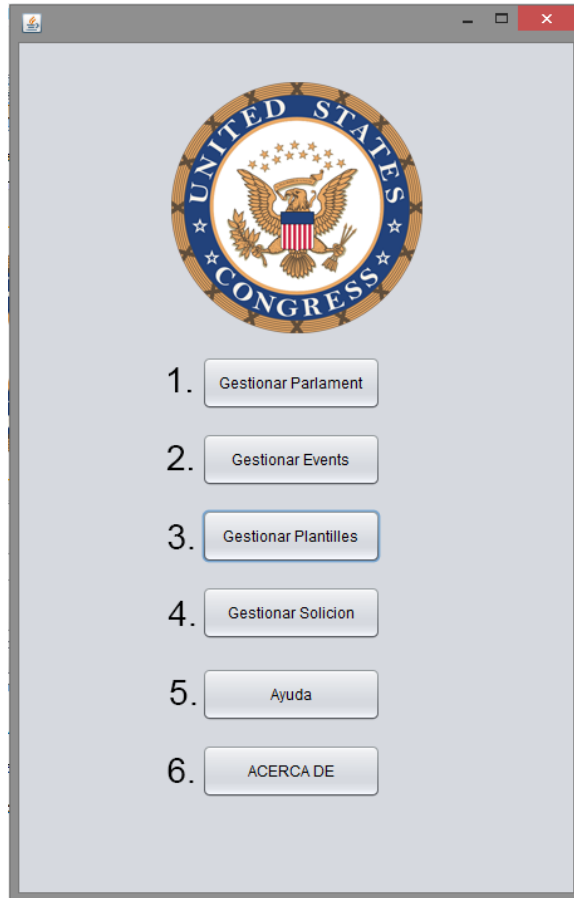 UNITED STATES
CONGRESS
1. Gestionar Parlament
2. Gestionar Events
3. Gestionar Plantilles
4. Gestionar Solicion
5. Ayuda
6. ACERCA DE